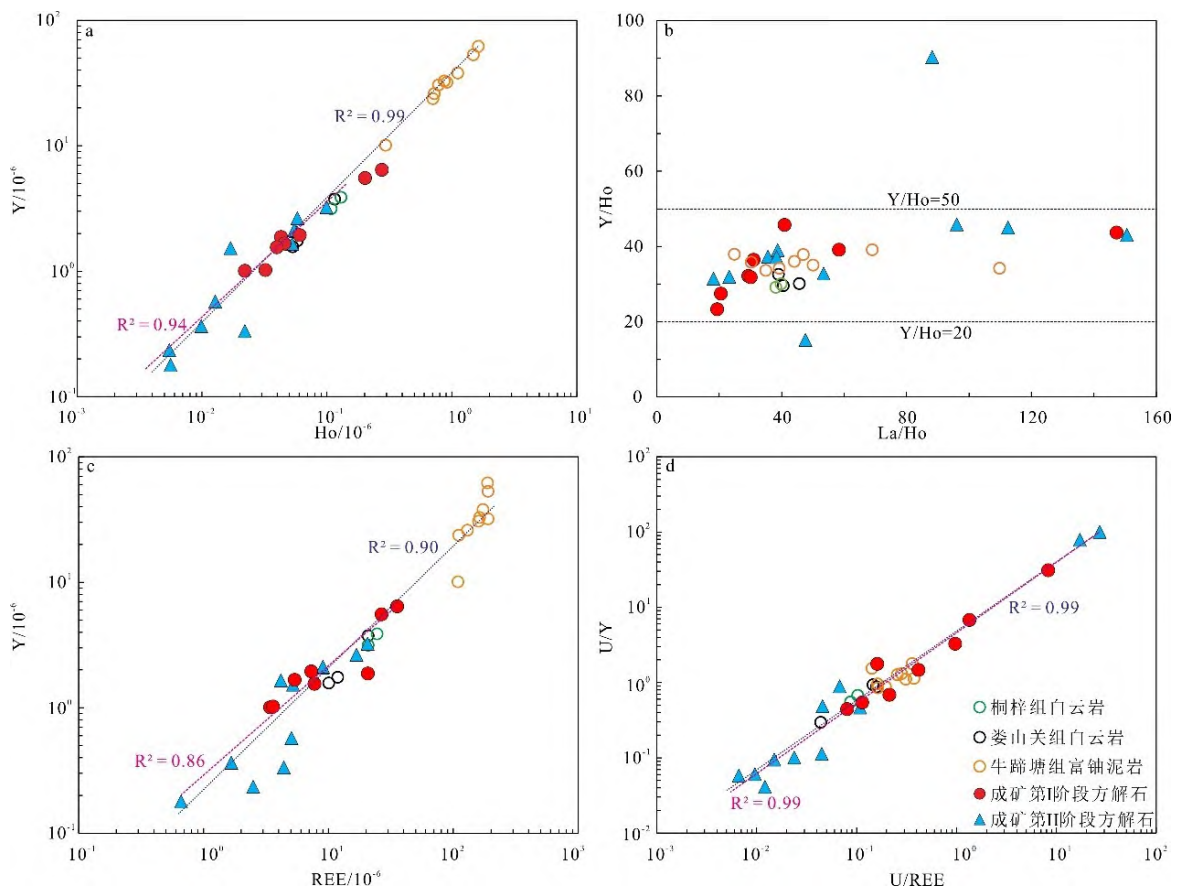 a
10²
10¹
10⁰
10⁻¹
Y/10⁻⁶
R² = 0.99
R² = 0.94
10⁻³
10⁻²
10⁻¹
10⁰
10
Ho/10⁻⁶
b
100
80
60
40
20
0
Y/Ho
Y/Ho=50
Y/Ho=20
0
40
80
120
160
La/Ho
c
10²
10¹
10⁰
10⁻¹
Y/10⁻⁶
R² = 0.90
R² = 0.86
10⁻¹
10⁰
10¹
10²
10³
REE/10⁻⁶
d
10²
10²
10¹
10⁰
10⁻¹
10⁻²
U/Y
R² = 0.99
R² = 0.99
桐梓组白云岩
娄山关组白云岩
牛蹄塘组富铀泥岩
成矿第I阶段方解石
成矿第II阶段方解石
10⁻³
10⁻²
10⁻¹
10⁰
10¹
10²
U/REE